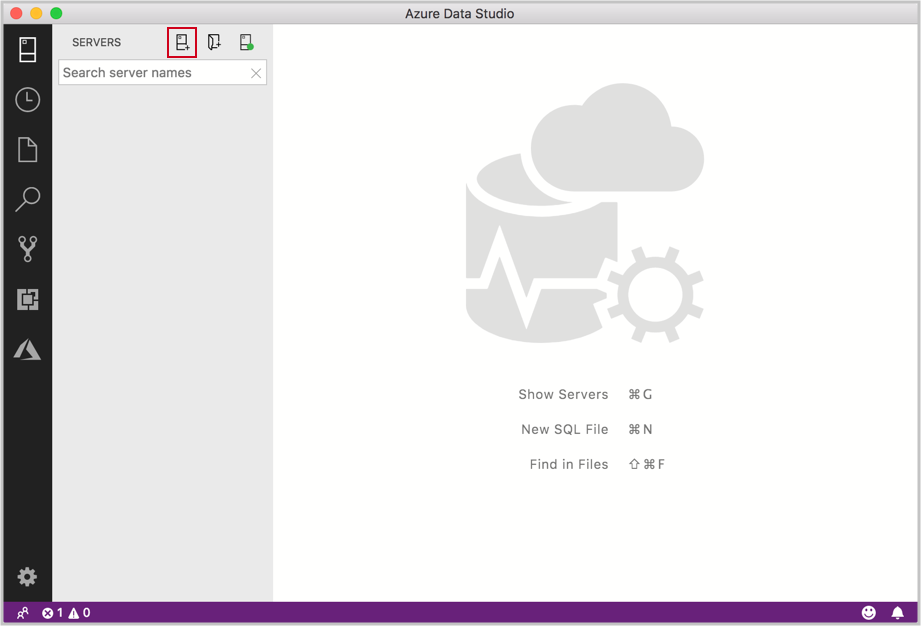 Azure Data Studio
SERVERS
Search server names
Show Servers ⌘G
New SQL File ⌘N
Find in Files ⇧⌘F
1 0